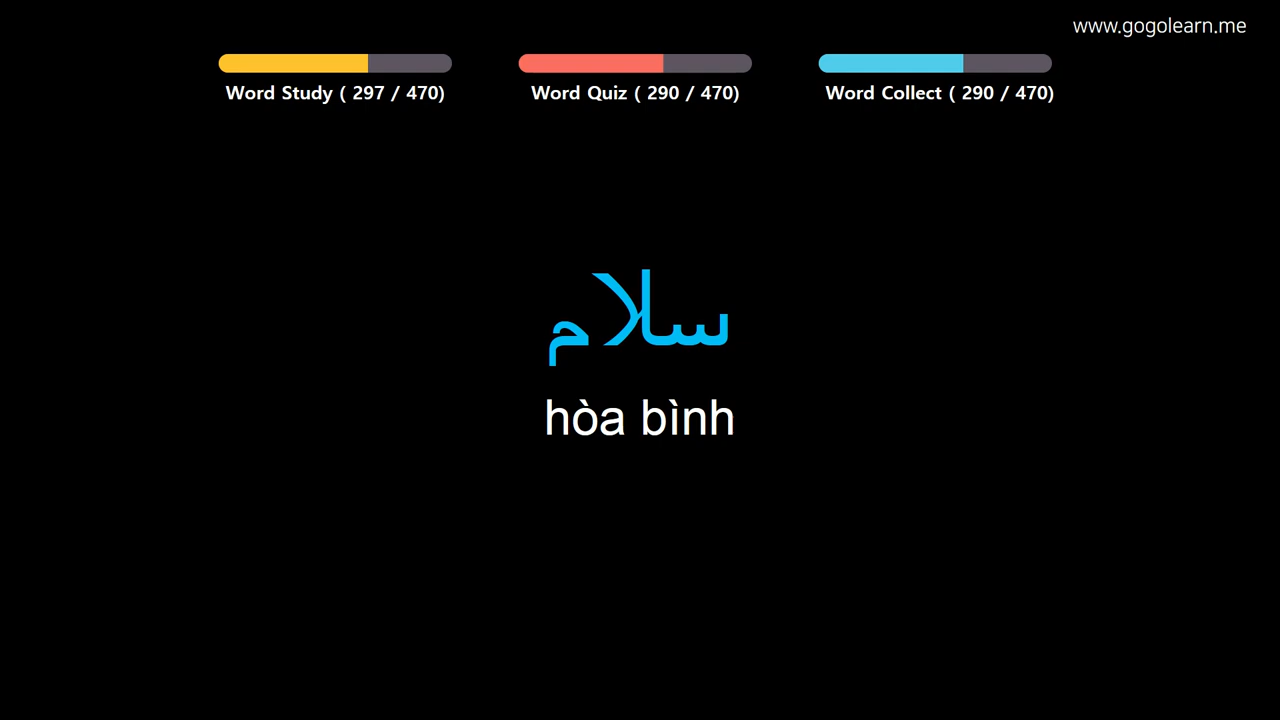 www.gogolearn.me
Word Study ( 297 / 470)
Word Quiz ( 290 / 470)
Word Collect ( 290 / 470)
سلام
hòa bình